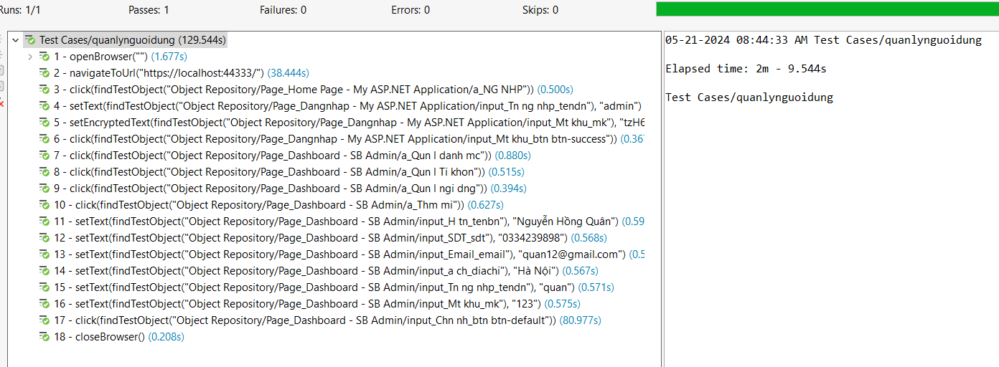 Runs: 1/1 Passes: 1 Failures: 0 Errors: 0 Skips: 0
Test Cases/quanlynguoidung (129.544s)
1 - openBrowser("") (1.677s)
2 - navigateToUrl("https://localhost:44333/") (38.444s)
3 - click(findTestObject("Object Repository/Page_Home Page - My ASP.NET Application/a_NG NHP")) (0.500s)
4 - setText(findTestObject("Object Repository/Page_Dangnhap - My ASP.NET Application/input_Tn ng nhp_tendn"), "admin")
5 - setEncryptedText(findTestObject("Object Repository/Page_Dangnhap - My ASP.NET Application/input_Mt khu_mk"), "tzH6
6 - click(findTestObject("Object Repository/Page_Dangnhap - My ASP.NET Application/input_Mt khu_btn btn-success")) (0.367
7 - click(findTestObject("Object Repository/Page_Dashboard - SB Admin/a_Qun l danh mc")) (0.880s)
8 - click(findTestObject("Object Repository/Page_Dashboard - SB Admin/a_Qun l Ti khon")) (0.515s)
9 - click(findTestObject("Object Repository/Page_Dashboard - SB Admin/a_Qun l ngi dng")) (0.394s)
10 - click(findTestObject("Object Repository/Page_Dashboard - SB Admin/a_Thm mi")) (0.627s)
11 - setText(findTestObject("Object Repository/Page_Dashboard - SB Admin/input_H tn_tenbn"), "Nguyễn Hồng Quân") (0.59
12 - setText(findTestObject("Object Repository/Page_Dashboard - SB Admin/input_SDT_sdt"), "0334239898") (0.568s)
13 - setText(findTestObject("Object Repository/Page_Dashboard - SB Admin/input_Email_email"), "quan12@gmail.com") (0.5
14 - setText(findTestObject("Object Repository/Page_Dashboard - SB Admin/input_a ch_diachi"), "Hà Nội") (0.567s)
15 - setText(findTestObject("Object Repository/Page_Dashboard - SB Admin/input_Tn ng nhp_tendn"), "quan") (0.571s)
16 - setText(findTestObject("Object Repository/Page_Dashboard - SB Admin/input_Mt khu_mk"), "123") (0.575s)
17 - click(findTestObject("Object Repository/Page_Dashboard - SB Admin/input_Chn nh_btn btn-default")) (80.977s)
18 - closeBrowser() (0.208s)
05-21-2024 08:44:33 AM Test Cases/quanlynguoidung
Elapsed time: 2m - 9.544s
Test Cases/quanlynguoidung